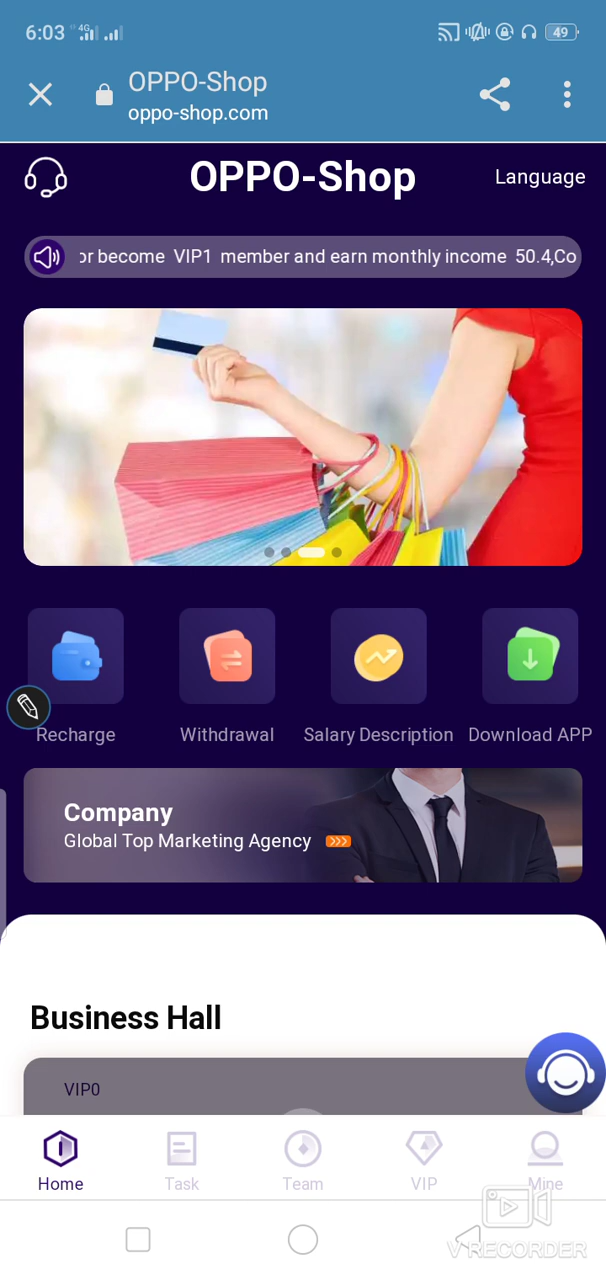 6:03
4G
49
OPPO-Shop
oppo-shop.com
OPPO-Shop
Language
or become VIP1 member and earn monthly income 50.4,Co
Recharge
Withdrawal
Salary Description
Download APP
Company
Global Top Marketing Agency
Business Hall
VIP0
Home
Task
Team
VIP
Mine
V RECORDER